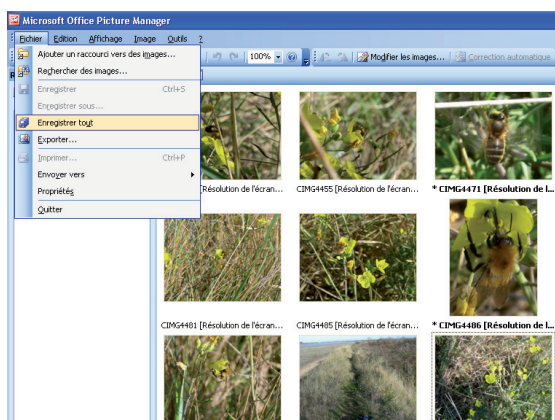 Microsoft Office Picture Manager
Fichier Edition Affichage Image Outils ?
Ajouter un raccourci vers des images...
100%
Modifier les images...
Correction automatique
Rechercher des images...
Enregistrer Ctrl+S
Enregistrer sous...
Enregistrer tout
Exporter...
Imprimer... Ctrl+P
Envoyer vers
Propriétés
Quitter
[Résolution de l'écran...
CIMG4455 [Résolution de l'écran...
* CIMG4471 [Résolution de l...
CIMG4481 [Résolution de l'écran...
CIMG4485 [Résolution de l'écran...
* CIMG4486 [Résolution de l...